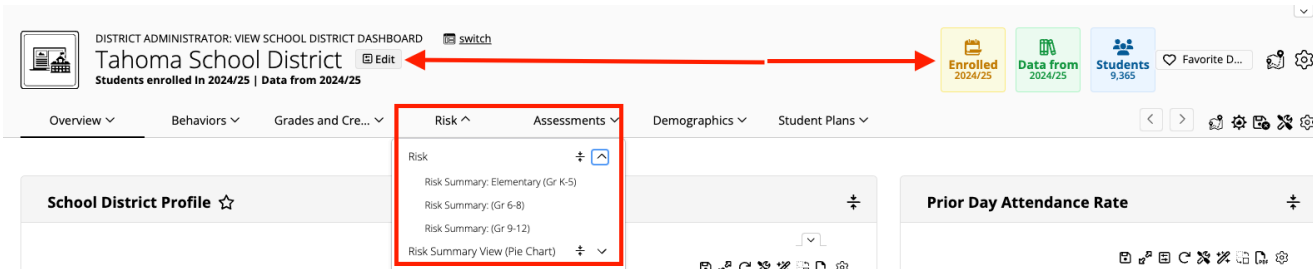 DISTRICT ADMINISTRATOR: VIEW SCHOOL DISTRICT DASHBOARD switch
Tahoma School District Edit
Students enrolled In 2024/25 | Data from 2024/25
Enrolled
2024/25
Data from
2024/25
Students
9,365
Favorite D...
Overview Behaviors Grades and Cre... Risk Assessments Demographics Student Plans
Risk
Risk Summary: Elementary (Gr K-5)
Risk Summary: (Gr 6-8)
Risk Summary: (Gr 9-12)
Risk Summary View (Pie Chart)
School District Profile
Prior Day Attendance Rate